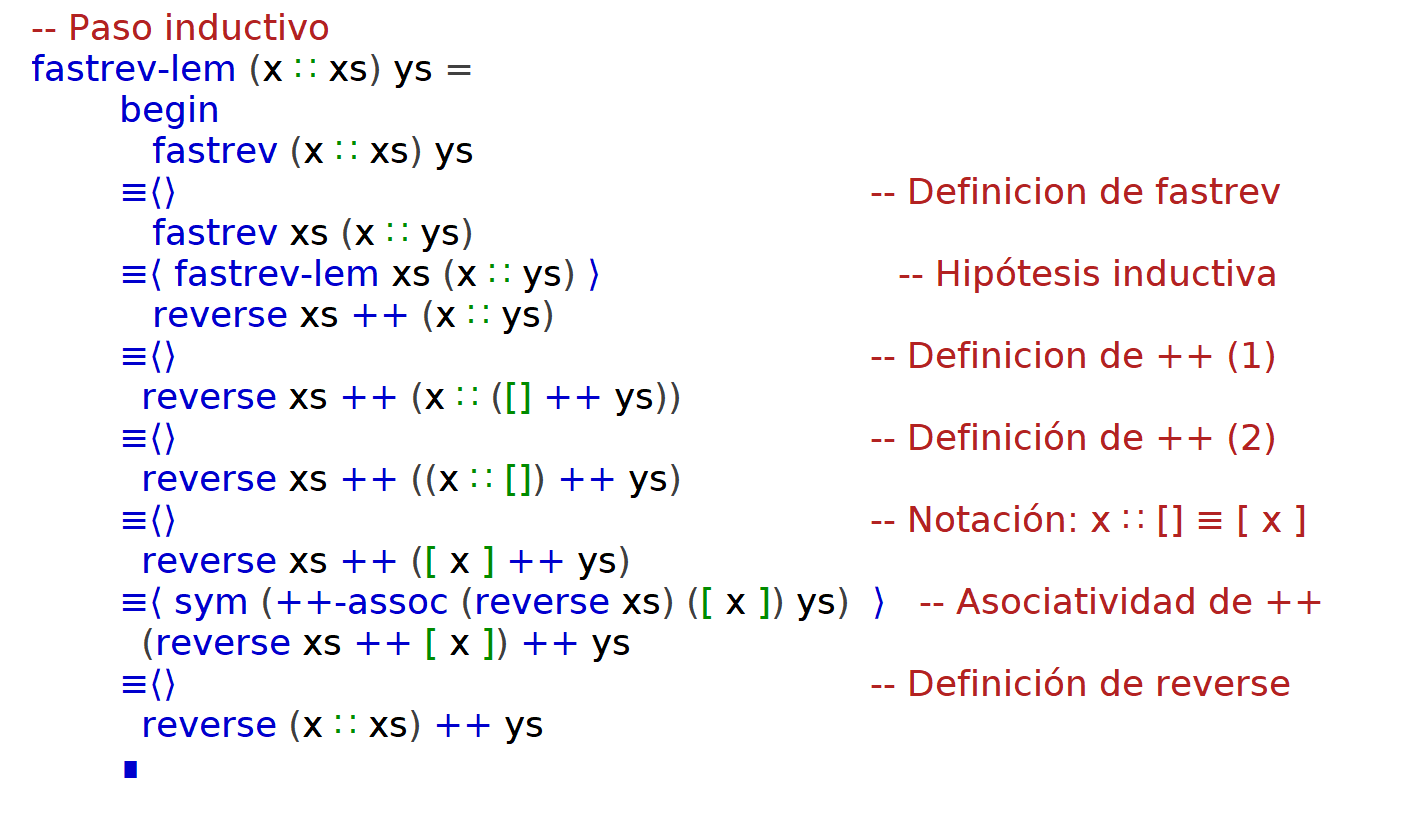 -- Paso inductivo
fastrev-lem (x ∷ xs) ys =
begin
fastrev (x ∷ xs) ys
≡⟨⟩ -- Definicion de fastrev
fastrev xs (x ∷ ys)
≡⟨ fastrev-lem xs (x ∷ ys) ⟩ -- Hipótesis inductiva
reverse xs ++ (x ∷ ys)
≡⟨⟩ -- Definicion de ++ (1)
reverse xs ++ (x ∷ ([] ++ ys))
≡⟨⟩ -- Definición de ++ (2)
reverse xs ++ ((x ∷ []) ++ ys)
≡⟨⟩ -- Notación: x ∷ [] ≡ [ x ]
reverse xs ++ ([ x ] ++ ys)
≡⟨ sym (++-assoc (reverse xs) ([ x ]) ys) ⟩ -- Asociatividad de ++
(reverse xs ++ [ x ]) ++ ys
≡⟨⟩ -- Definición de reverse
reverse (x ∷ xs) ++ ys
∎